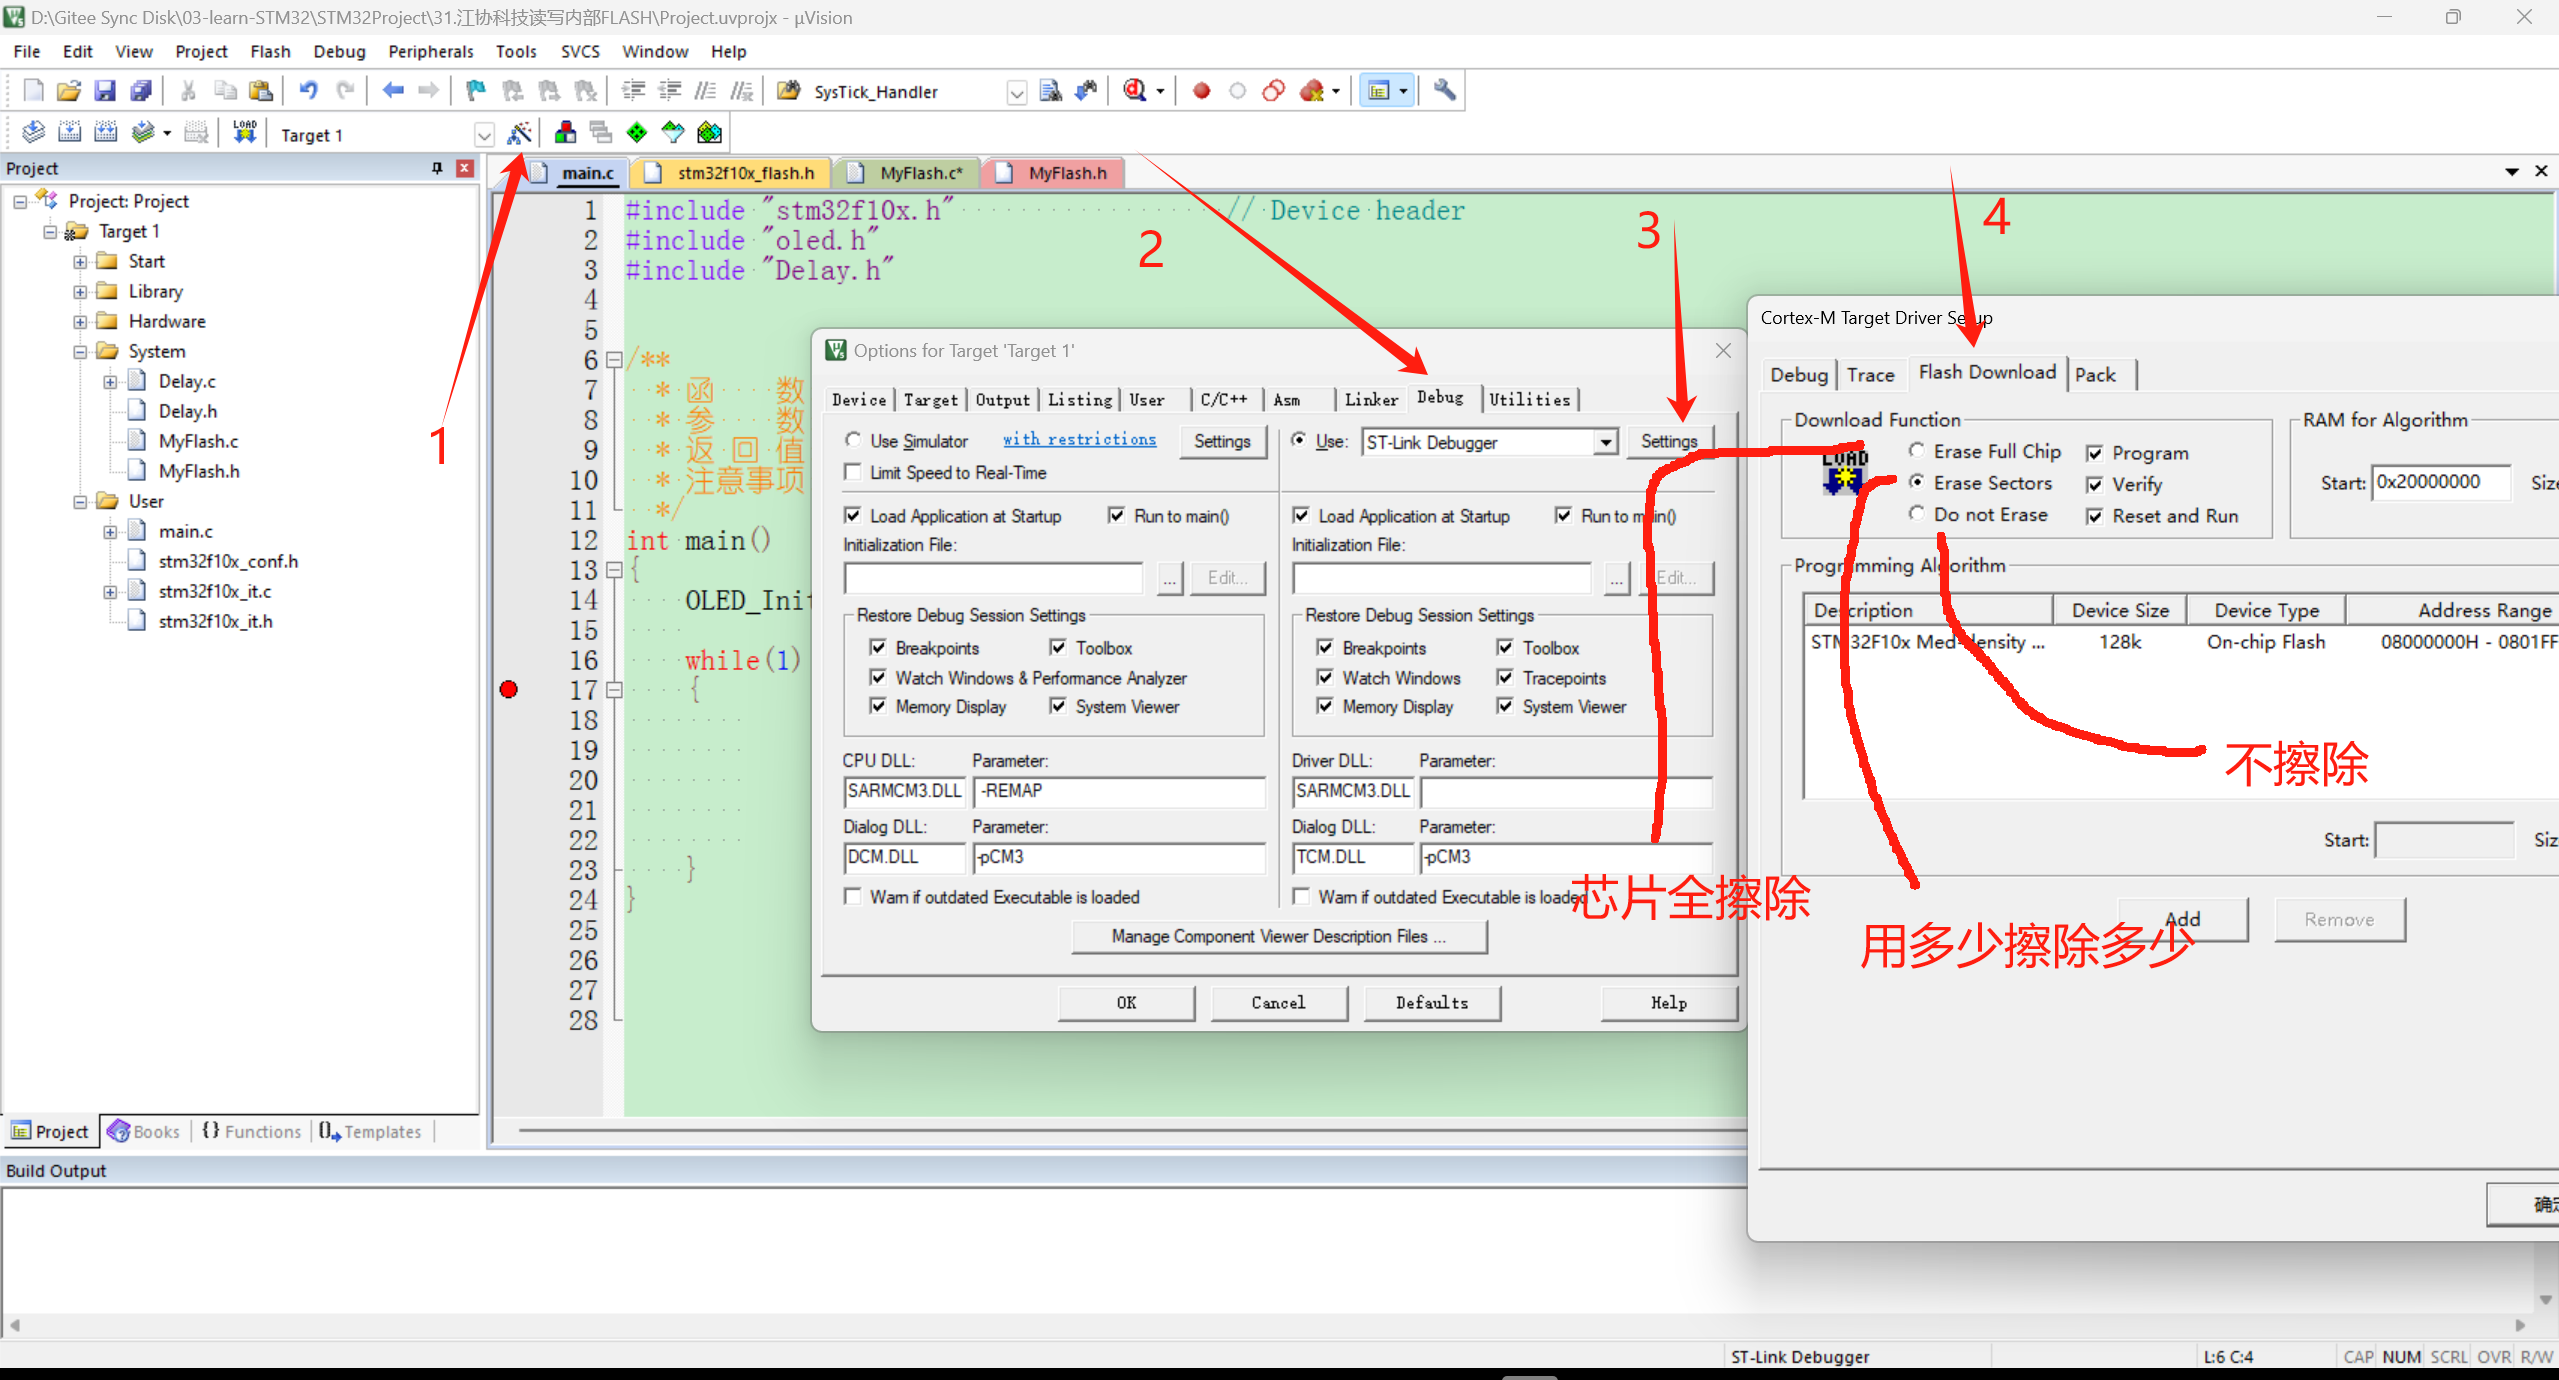 D:\Gitee Sync Disk\03-learn-STM32\STM32Project\31.江协科技读写内部FLASH\Project.uvprojx - µVision
File Edit View Project Flash Debug Peripherals Tools SVCS Window Help
SysTick_Handler
LOAD Target 1
Project
main.c stm32f10x_flash.h MyFlash.c* MyFlash.h
Project: Project
Target 1
Start
Library
Hardware
System
Delay.c
Delay.h
MyFlash.c
MyFlash.h
User
main.c
stm32f10x_conf.h
stm32f10x_it.c
stm32f10x_it.h
Project Books {} Functions Templates
1 #include "stm32f10x.h" // Device header
2 #include "oled.h"
3 #include "Delay.h"
4
5
6 /**
7 * 函 数
8 * 参 数
9 * 返 回 值
10 * 注意事项
11 */
12 int main()
13 {
14 OLED_Init
15
16 while(1)
17 {
18
19
20
21
22
23 }
24 }
25
26
27
28
1
2
3
4
Options for Target 'Target 1'
Device Target Output Listing User C/C++ Asm Linker Debug Utilities
Use Simulator with restrictions Settings
Limit Speed to Real-Time
Load Application at Startup Run to main()
Initialization File:
... Edit...
Restore Debug Session Settings
Breakpoints Toolbox
Watch Windows & Performance Analyzer
Memory Display System Viewer
CPU DLL: Parameter:
SARMCM3.DLL -REMAP
Dialog DLL: Parameter:
DCM.DLL -pCM3
Warn if outdated Executable is loaded
Use: ST-Link Debugger Settings
Load Application at Startup Run to main()
Initialization File:
... Edit...
Restore Debug Session Settings
Breakpoints Toolbox
Watch Windows Tracepoints
Memory Display System Viewer
Driver DLL: Parameter:
SARMCM3.DLL
Dialog DLL: Parameter:
TCM.DLL -pCM3
Warn if outdated Executable is loaded
Manage Component Viewer Description Files ...
OK Cancel Defaults Help
Cortex-M Target Driver Setup
Debug Trace Flash Download Pack
Download Function
LOAD
Erase Full Chip Program
Erase Sectors Verify
Do not Erase Reset and Run
RAM for Algorithm
Start: 0x20000000 Size
Programming Algorithm
Description Device Size Device Type Address Range
STM32F10x Med-density ... 128k On-chip Flash 08000000H - 0801FF
Start: Siz
Add Remove
确定
不擦除
芯片全擦除
用多少擦除多少
Build Output
ST-Link Debugger L:6 C:4 CAP NUM SCRL OVR R/W